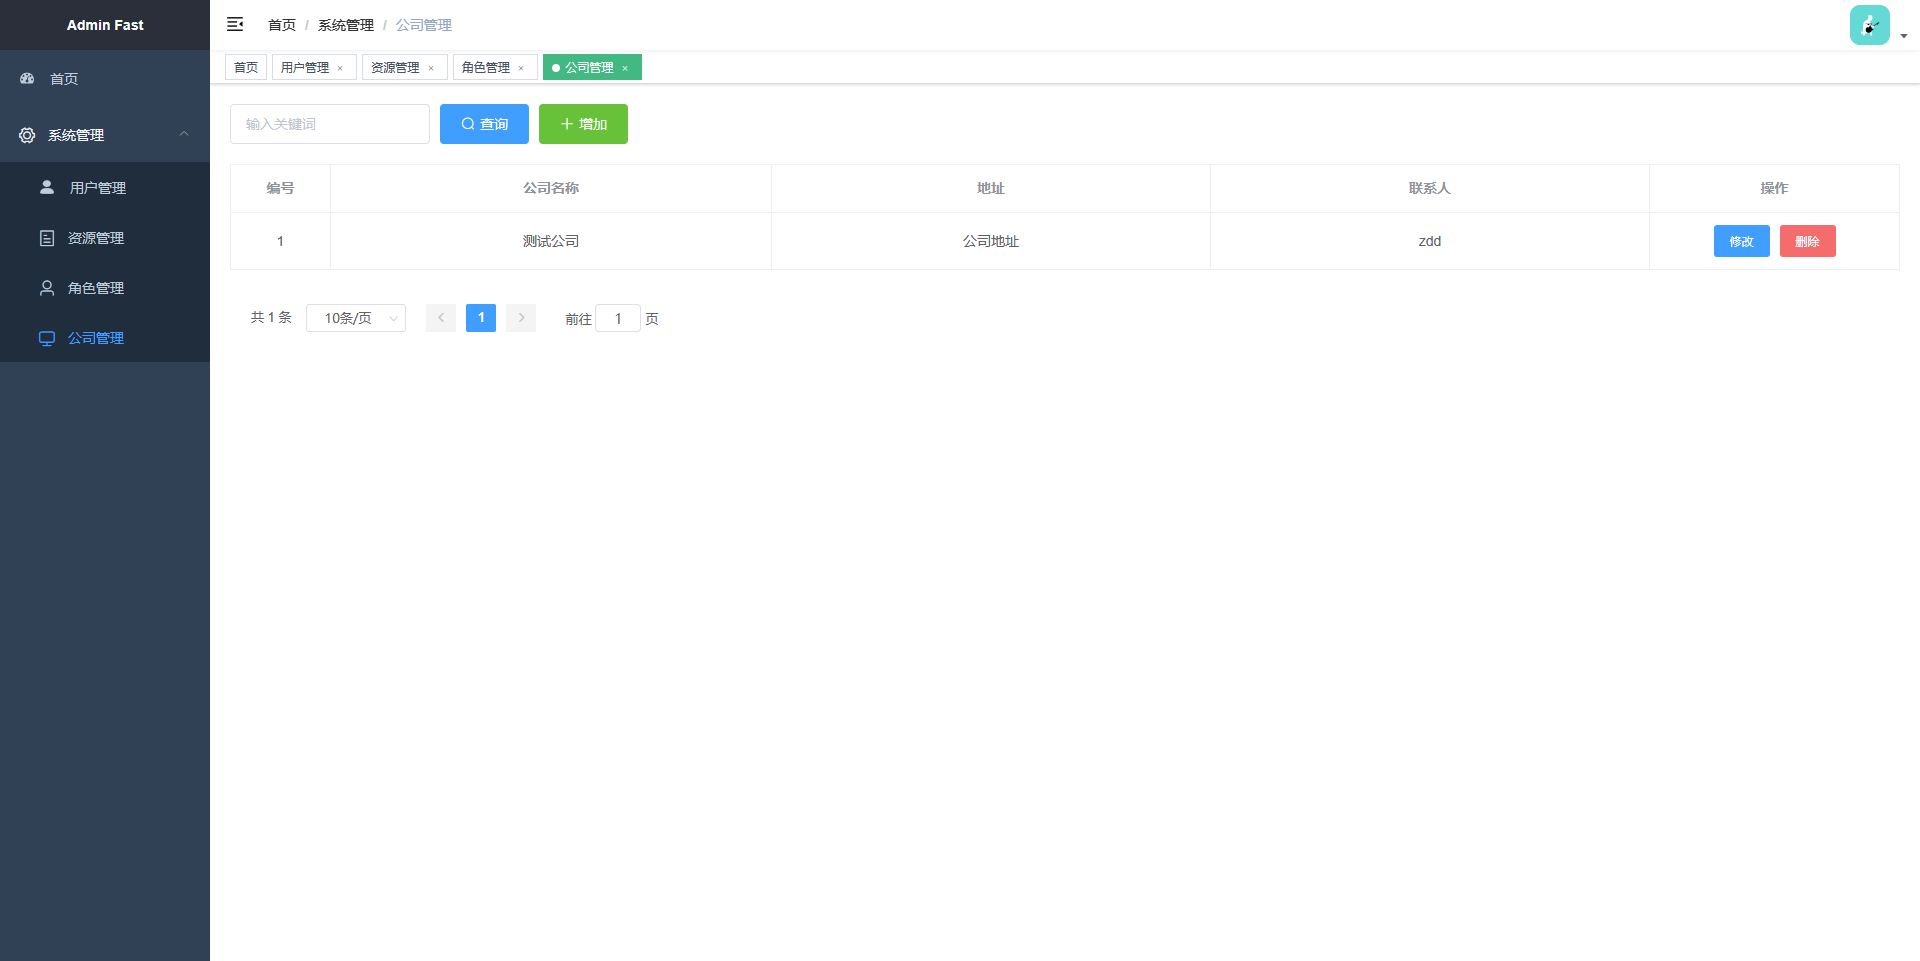 Admin Fast
首页
系统管理
用户管理
资源管理
角色管理
公司管理
首页 / 系统管理 / 公司管理
首页 用户管理 × 资源管理 × 角色管理 × 公司管理 ×
输入关键词 查询 增加
编号 公司名称 地址 联系人 操作
1 测试公司 公司地址 zdd 修改 删除
共 1 条 10条/页 1 前往 1 页